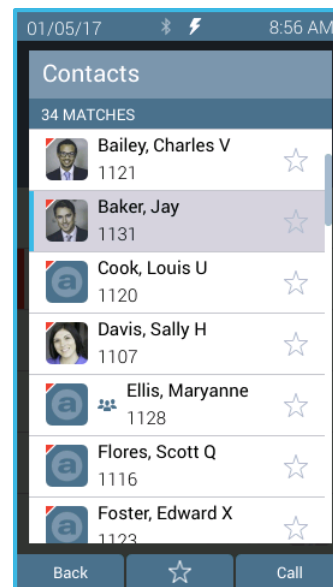 01/05/17 8:56 AM
Contacts
34 MATCHES
Bailey, Charles V
1121
Baker, Jay
1131
Cook, Louis U
1120
Davis, Sally H
1107
Ellis, Maryanne
1128
Flores, Scott Q
1116
Foster, Edward X
1123
Back Call